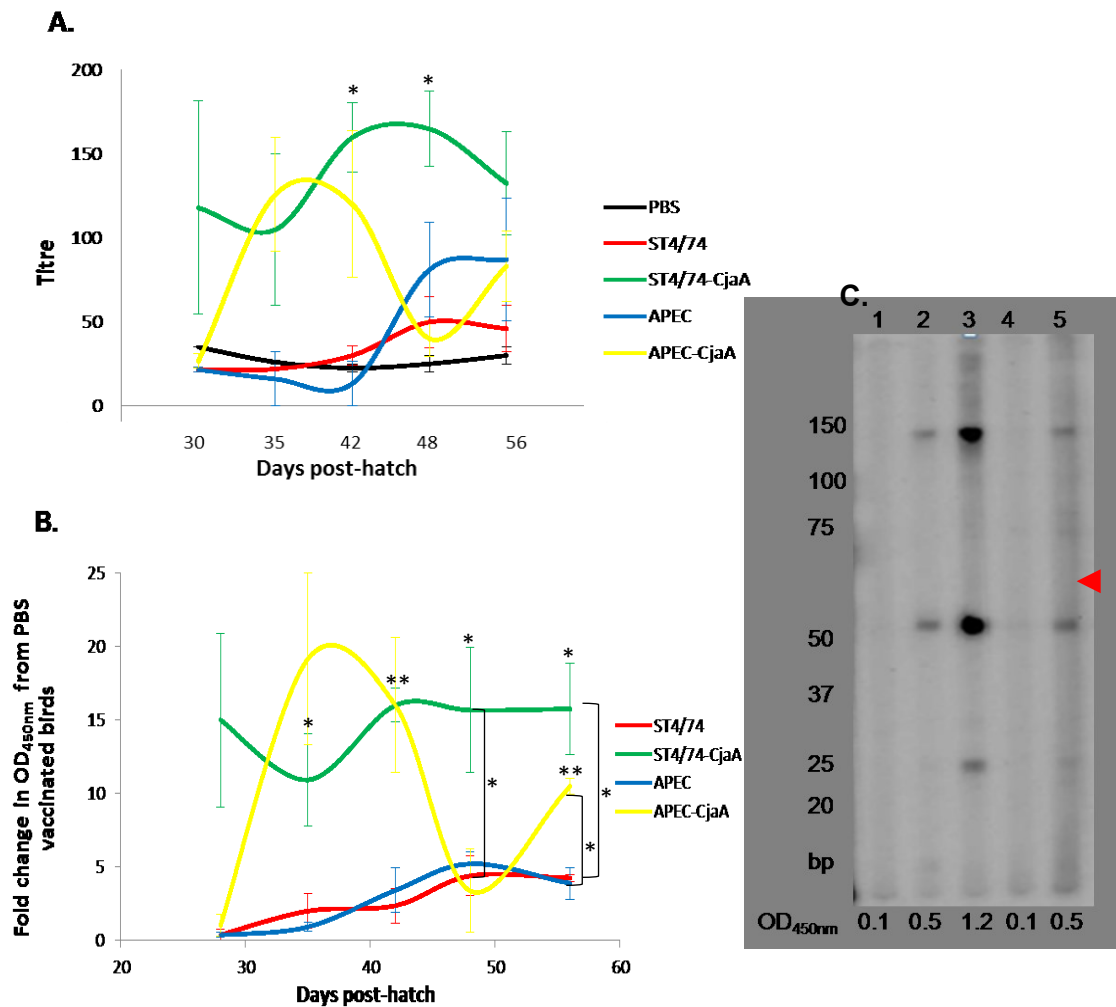 A.
200
150
100
50
0
* *
Titre
30 35 42 48 56
Days post-hatch
PBS
ST4/74
ST4/74-CjaA
APEC
APEC-CjaA
B.
25
20
15
10
5
0
* ** * * ** * * *
Fold change in OD450nm from PBS
vaccinated birds
20 30 40 50 60
Days post-hatch
ST4/74
ST4/74-CjaA
APEC
APEC-CjaA
C.
1 2 3 4 5
150
100
75
50
37
25
20
bp
OD450nm 0.1 0.5 1.2 0.1 0.5